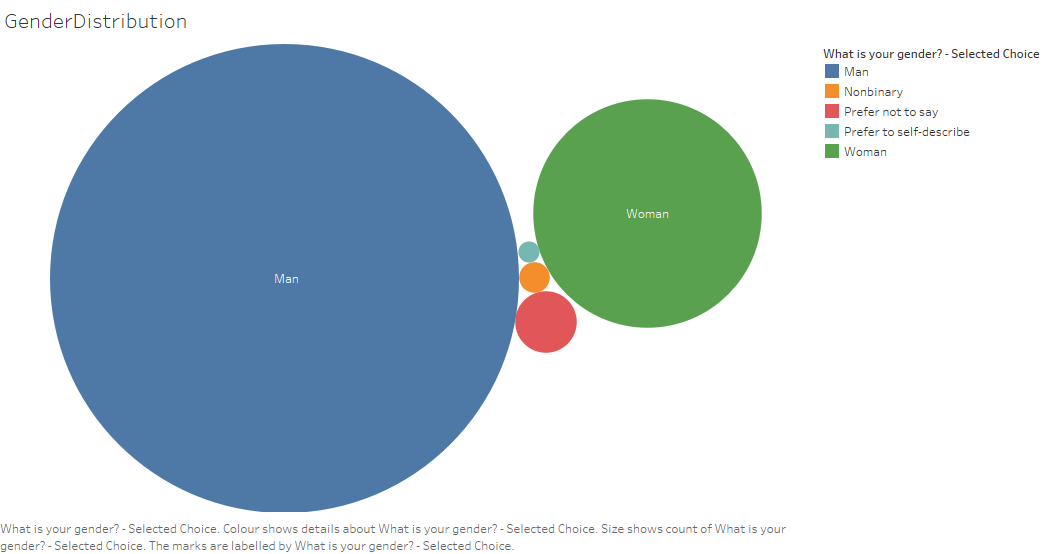 GenderDistribution
What is your gender? - Selected Choice
Man
Nonbinary
Prefer not to say
Prefer to self-describe
Woman
Woman
Man
What is your gender? - Selected Choice. Colour shows details about What is your gender? - Selected Choice. Size shows count of What is your
gender? - Selected Choice. The marks are labelled by What is your gender? - Selected Choice.